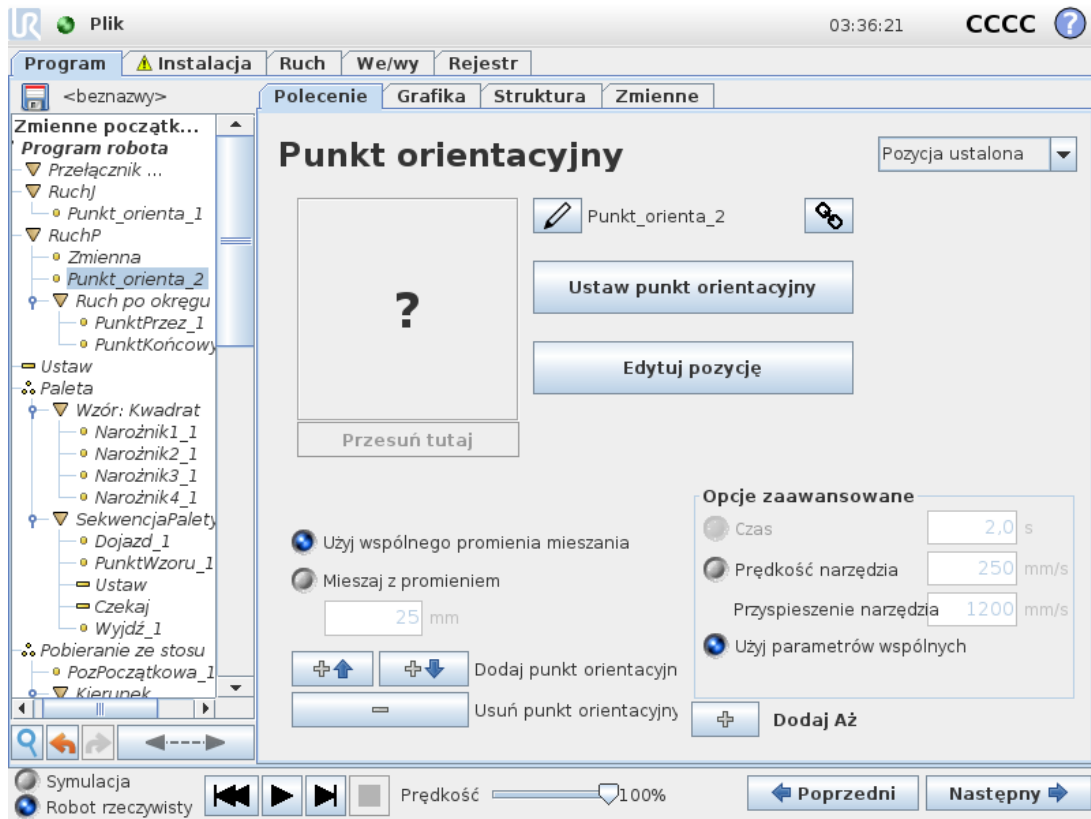 Plik
03:36:21
CCCC
?
Program
Instalacja
Ruch
We/wy
Rejestr
<beznazwy>
Polecenie
Grafika
Struktura
Zmienne
Zmienne początk...
Program robota
Przełącznik ...
RuchJ
Punkt_orienta_1
RuchP
Zmienna
Punkt_orienta_2
Ruch po okręgu
PunktPrzez_1
PunktKońcowy
Ustaw
Paleta
Wzór: Kwadrat
Narożnik1_1
Narożnik2_1
Narożnik3_1
Narożnik4_1
SekwencjaPalety
Dojazd_1
PunktWzoru_1
Ustaw
Czekaj
Wyjdź_1
Pobieranie ze stosu
PozPoczątkowa_1
Kierunek
Punkt orientacyjny
Pozycja ustalona
?
Przesuń tutaj
Punkt_orienta_2
Ustaw punkt orientacyjny
Edytuj pozycję
Użyj wspólnego promienia mieszania
Mieszaj z promieniem
25 mm
Dodaj punkt orientacyjn
Usuń punkt orientacyjny
Opcje zaawansowane
Czas 2,0 s
Prędkość narzędzia 250 mm/s
Przyspieszenie narzędzia 1200 mm/s
Użyj parametrów wspólnych
Dodaj Aż
Symulacja
Robot rzeczywisty
Prędkość 100%
Poprzedni
Następny